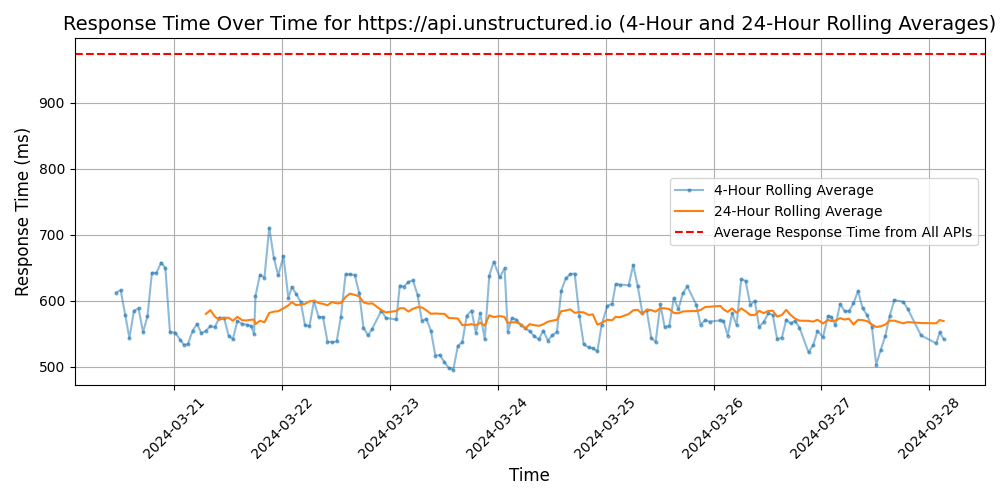 Response Time Over Time for https://api.unstructured.io (4-Hour and 24-Hour Rolling Averages)
Response Time (ms)
900
800
700
600
500
4-Hour Rolling Average
24-Hour Rolling Average
Average Response Time from All APIs
2024-03-21
2024-03-22
2024-03-23
2024-03-24
2024-03-25
2024-03-26
2024-03-27
2024-03-28
Time